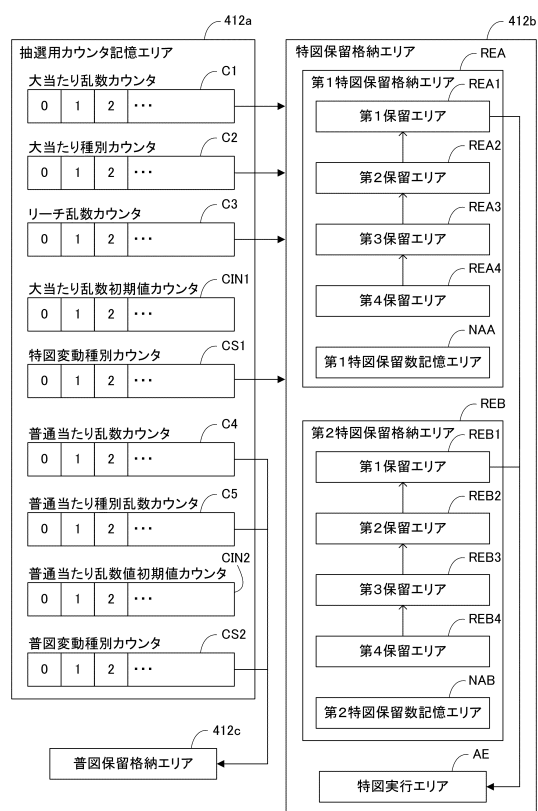 412a
抽選用カウンタ記憶エリア
大当たり乱数カウンタ
C1
0 1 2 ･･･
大当たり種別カウンタ
C2
0 1 2 ･･･
リーチ乱数カウンタ
C3
0 1 2 ･･･
大当たり乱数初期値カウンタ
CIN1
0 1 2 ･･･
特図変動種別カウンタ
CS1
0 1 2 ･･･
普通当たり乱数カウンタ
C4
0 1 2 ･･･
普通当たり種別乱数カウンタ
C5
0 1 2 ･･･
普通当たり乱数値初期値カウンタ
CIN2
0 1 2 ･･･
普図変動種別カウンタ
CS2
0 1 2 ･･･
412c
普図保留格納エリア
412b
特図保留格納エリア
REA
第1特図保留格納エリア
REA1
第1保留エリア
REA2
第2保留エリア
REA3
第3保留エリア
REA4
第4保留エリア
NAA
第1特図保留数記憶エリア
REB
第2特図保留格納エリア
REB1
第1保留エリア
REB2
第2保留エリア
REB3
第3保留エリア
REB4
第4保留エリア
NAB
第2特図保留数記憶エリア
AE
特図実行エリア